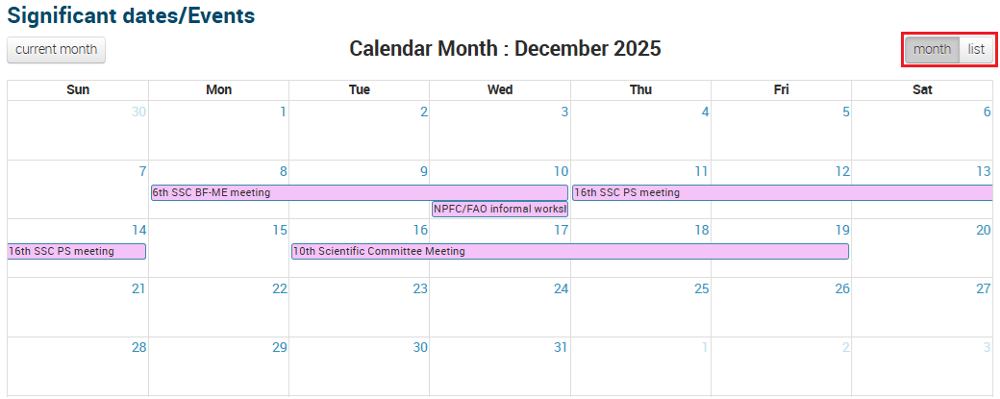 Significant dates/Events
current month
Calendar Month : December 2025
month list
Sun Mon Tue Wed Thu Fri Sat
30 1 2 3 4 5 6
7 8 9 10 11 12 13
6th SSC BF-ME meeting 16th SSC PS meeting
NPFC/FAO informal worksh
14 15 16 17 18 19 20
16th SSC PS meeting 10th Scientific Committee Meeting
21 22 23 24 25 26 27
28 29 30 31 1 2 3